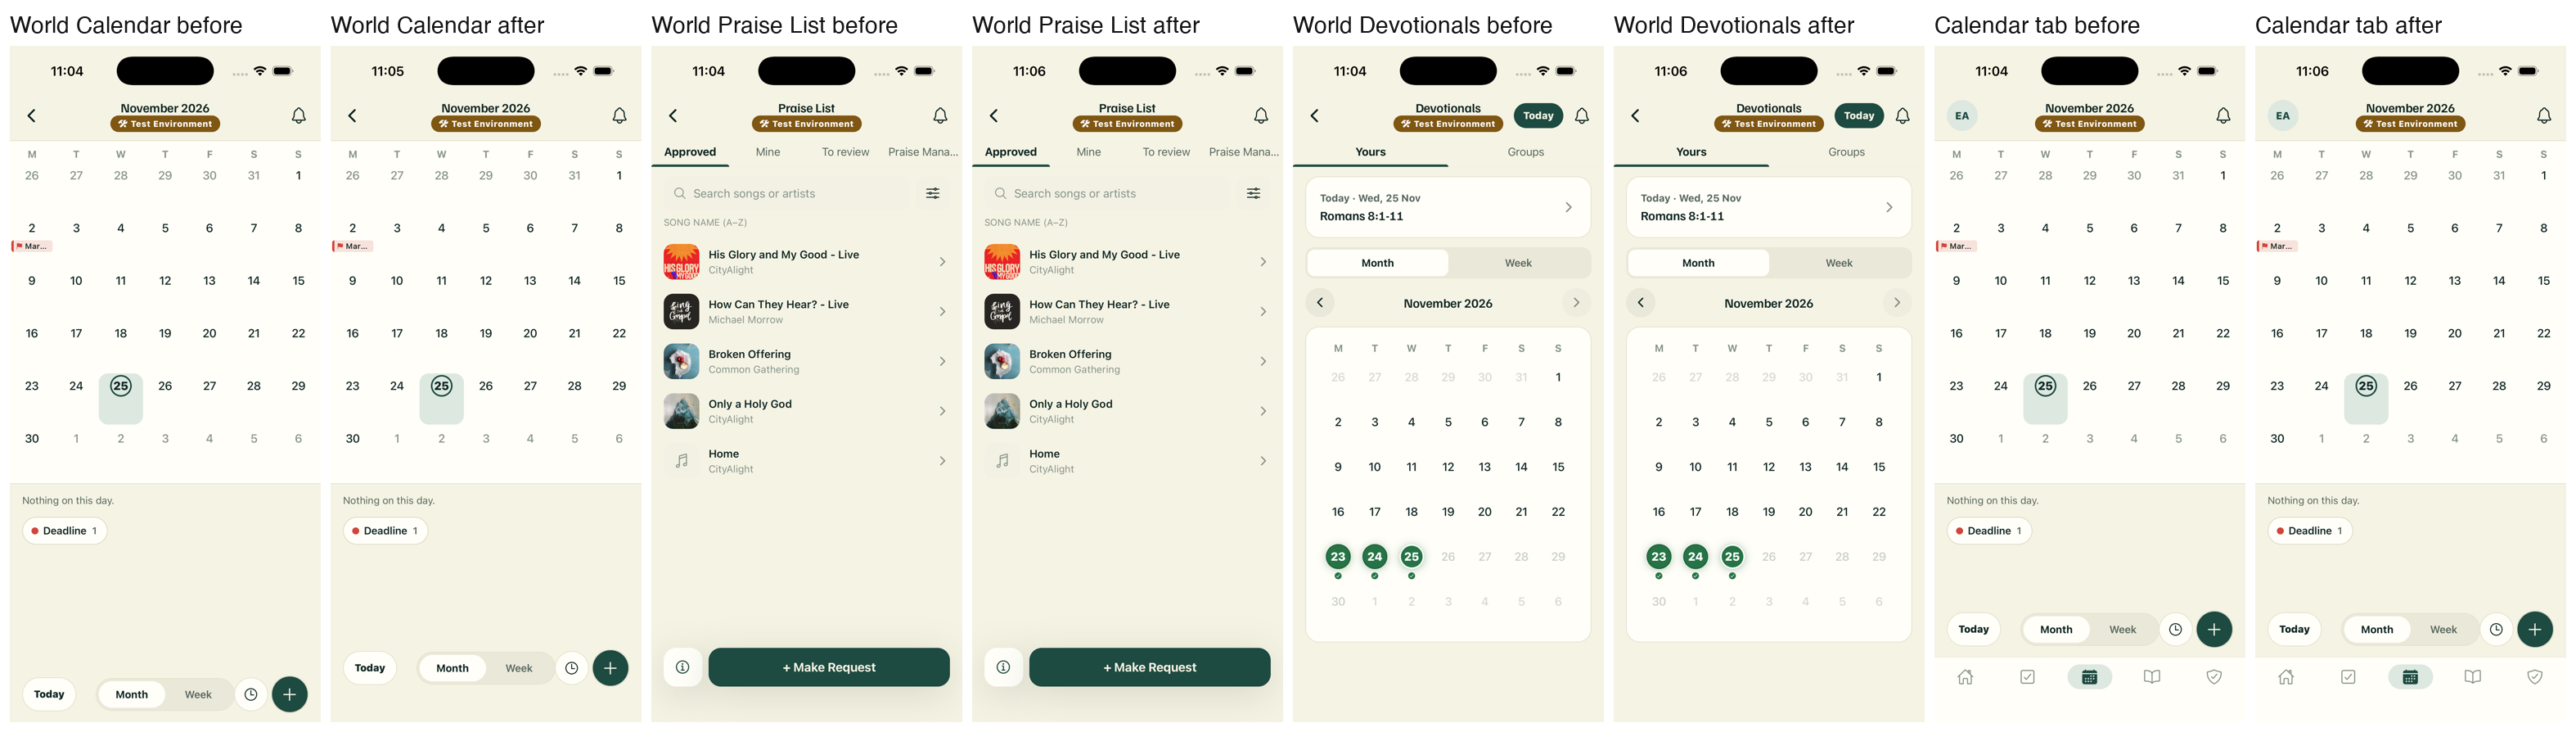 World Calendar before
11:04
November 2026
🛠 Test Environment
M T W T F S S
26 27 28 29 30 31 1
2 3 4 5 6 7 8
Mar...
9 10 11 12 13 14 15
16 17 18 19 20 21 22
23 24 25 26 27 28 29
30 1 2 3 4 5 6
Nothing on this day.
Deadline 1
Today Month Week
World Calendar after
11:05
November 2026
🛠 Test Environment
M T W T F S S
26 27 28 29 30 31 1
2 3 4 5 6 7 8
Mar...
9 10 11 12 13 14 15
16 17 18 19 20 21 22
23 24 25 26 27 28 29
30 1 2 3 4 5 6
Nothing on this day.
Deadline 1
Today Month Week
World Praise List before
11:04
Praise List
🛠 Test Environment
Approved Mine To review Praise Mana...
Search songs or artists
SONG NAME (A–Z)
HIS GLORY
His Glory and My Good - Live
CityAlight
How Can They Hear? - Live
Michael Morrow
Broken Offering
Common Gathering
Only a Holy God
CityAlight
Home
CityAlight
+ Make Request
World Praise List after
11:06
Praise List
🛠 Test Environment
Approved Mine To review Praise Mana...
Search songs or artists
SONG NAME (A–Z)
HIS GLORY
His Glory and My Good - Live
CityAlight
How Can They Hear? - Live
Michael Morrow
Broken Offering
Common Gathering
Only a Holy God
CityAlight
Home
CityAlight
+ Make Request
World Devotionals before
11:04
Devotionals
🛠 Test Environment
Today
Yours Groups
Today · Wed, 25 Nov
Romans 8:1-11
Month Week
November 2026
M T W T F S S
26 27 28 29 30 31 1
2 3 4 5 6 7 8
9 10 11 12 13 14 15
16 17 18 19 20 21 22
23 24 25 26 27 28 29
30 1 2 3 4 5 6
World Devotionals after
11:06
Devotionals
🛠 Test Environment
Today
Yours Groups
Today · Wed, 25 Nov
Romans 8:1-11
Month Week
November 2026
M T W T F S S
26 27 28 29 30 31 1
2 3 4 5 6 7 8
9 10 11 12 13 14 15
16 17 18 19 20 21 22
23 24 25 26 27 28 29
30 1 2 3 4 5 6
Calendar tab before
11:04
EA
November 2026
🛠 Test Environment
M T W T F S S
26 27 28 29 30 31 1
2 3 4 5 6 7 8
Mar...
9 10 11 12 13 14 15
16 17 18 19 20 21 22
23 24 25 26 27 28 29
30 1 2 3 4 5 6
Nothing on this day.
Deadline 1
Today Month Week
Calendar tab after
11:06
EA
November 2026
🛠 Test Environment
M T W T F S S
26 27 28 29 30 31 1
2 3 4 5 6 7 8
Mar...
9 10 11 12 13 14 15
16 17 18 19 20 21 22
23 24 25 26 27 28 29
30 1 2 3 4 5 6
Nothing on this day.
Deadline 1
Today Month Week